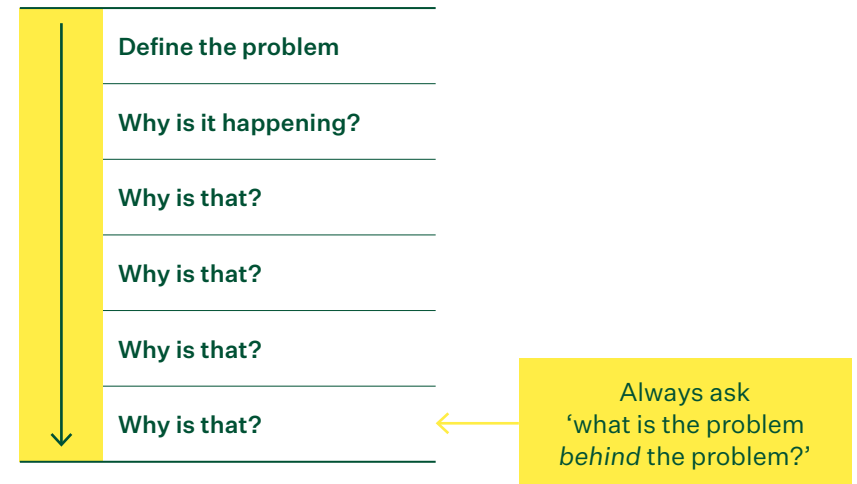 Define the problem
Why is it happening?
Why is that?
Why is that?
Why is that?
Why is that?
Always ask
‘what is the problem
behind the problem?’